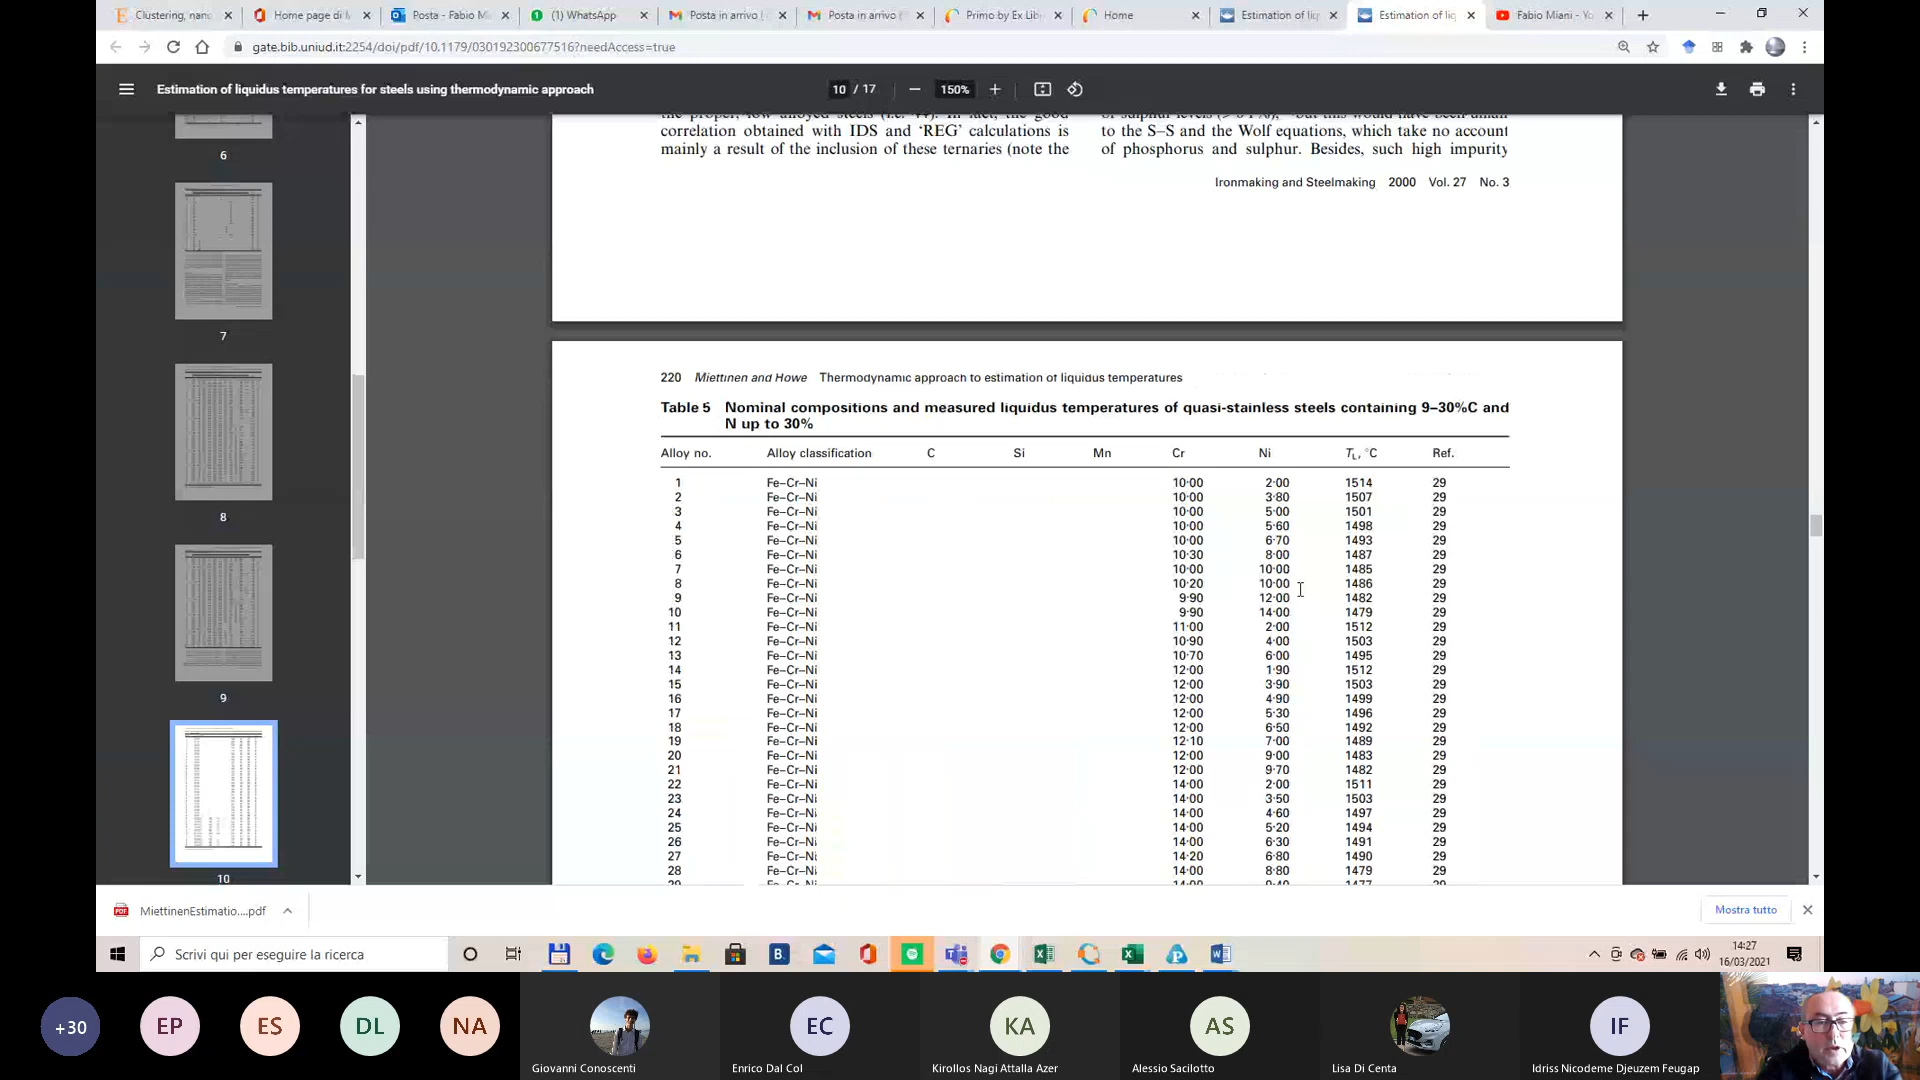 Clustering, nano
Home page di M
Posta - Fabio Mi
(1) WhatsApp
Posta in arrivo (
Posta in arrivo (
Primo by Ex Lib
Home
Estimation of liq
Estimation of liq
Fabio Miani - Yo
gate.bib.uniud.it:2254/doi/pdf/10.1179/030192300677516?needAccess=true
Estimation of liquidus temperatures for steels using thermodynamic approach
10 / 17
150%
6
7
8
9
10
correlation obtained with IDS and ‘REG’ calculations is
mainly a result of the inclusion of these ternaries (note the
to the S–S and the Wolf equations, which take no account
of phosphorus and sulphur. Besides, such high impurity
Ironmaking and Steelmaking 2000 Vol. 27 No. 3
220 Miettinen and Howe Thermodynamic approach to estimation of liquidus temperatures
Table 5 Nominal compositions and measured liquidus temperatures of quasi-stainless steels containing 9–30%C and
N up to 30%
Alloy no. Alloy classification C Si Mn Cr Ni TL, °C Ref.
1 Fe–Cr–Ni 10·00 2·00 1514 29
2 Fe–Cr–Ni 10·00 3·80 1507 29
3 Fe–Cr–Ni 10·00 5·00 1501 29
4 Fe–Cr–Ni 10·00 5·60 1498 29
5 Fe–Cr–Ni 10·00 6·70 1493 29
6 Fe–Cr–Ni 10·30 8·00 1487 29
7 Fe–Cr–Ni 10·00 10·00 1485 29
8 Fe–Cr–Ni 10·20 10·00 1486 29
9 Fe–Cr–Ni 9·90 12·00 1482 29
10 Fe–Cr–Ni 9·90 14·00 1479 29
11 Fe–Cr–Ni 11·00 2·00 1512 29
12 Fe–Cr–Ni 10·90 4·00 1503 29
13 Fe–Cr–Ni 10·70 6·00 1495 29
14 Fe–Cr–Ni 12·00 1·90 1512 29
15 Fe–Cr–Ni 12·00 3·90 1503 29
16 Fe–Cr–Ni 12·00 4·90 1499 29
17 Fe–Cr–Ni 12·00 5·30 1496 29
18 Fe–Cr–Ni 12·00 6·50 1492 29
19 Fe–Cr–Ni 12·10 7·00 1489 29
20 Fe–Cr–Ni 12·00 9·00 1483 29
21 Fe–Cr–Ni 12·00 9·70 1482 29
22 Fe–Cr–Ni 14·00 2·00 1511 29
23 Fe–Cr–Ni 14·00 3·50 1503 29
24 Fe–Cr–Ni 14·00 4·60 1497 29
25 Fe–Cr–Ni 14·00 5·20 1494 29
26 Fe–Cr–Ni 14·00 6·30 1491 29
27 Fe–Cr–Ni 14·20 6·80 1490 29
28 Fe–Cr–Ni 14·00 8·80 1479 29
MiettinenEstimatio....pdf
Mostra tutto
Scrivi qui per eseguire la ricerca
14:27
16/03/2021
+30
EP
ES
DL
NA
Giovanni Conoscenti
EC
Enrico Dal Col
KA
Kirollos Nagi Attalla Azer
AS
Alessio Sacilotto
Lisa Di Centa
IF
Idriss Nicodeme Djeuzem Feugap